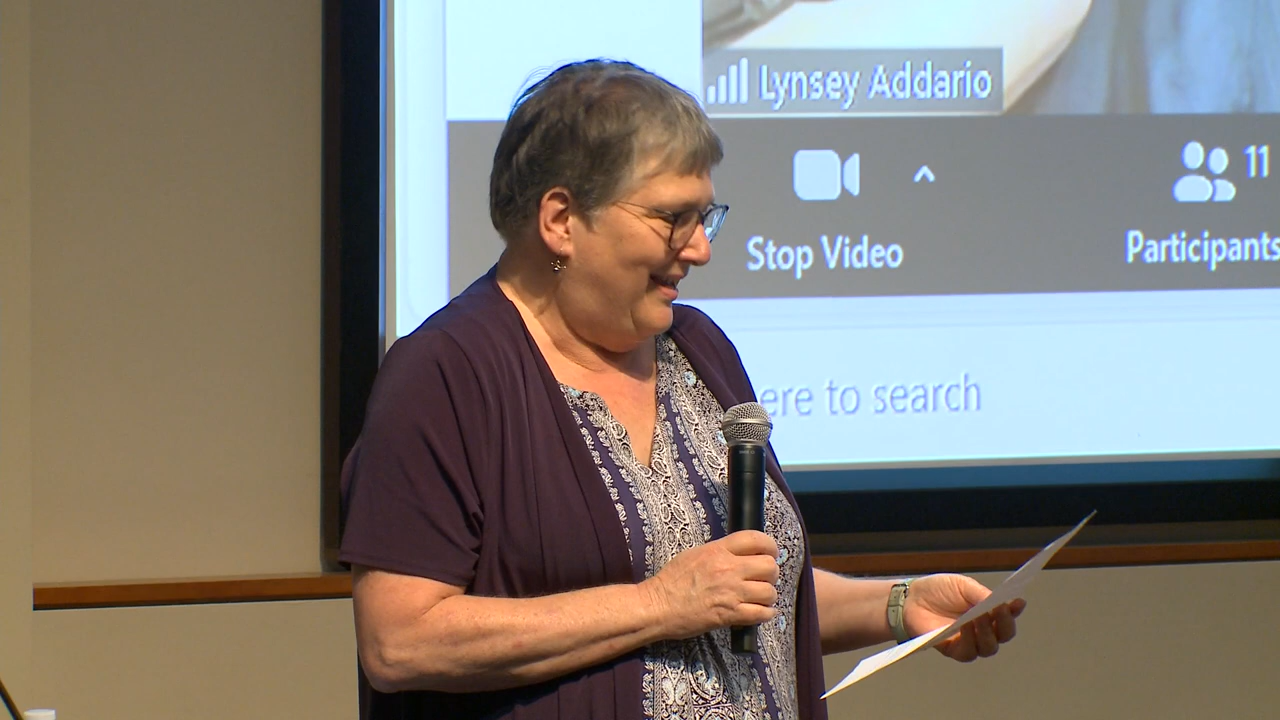 Lynsey Addario
11
Stop Video
Participants
ere to search